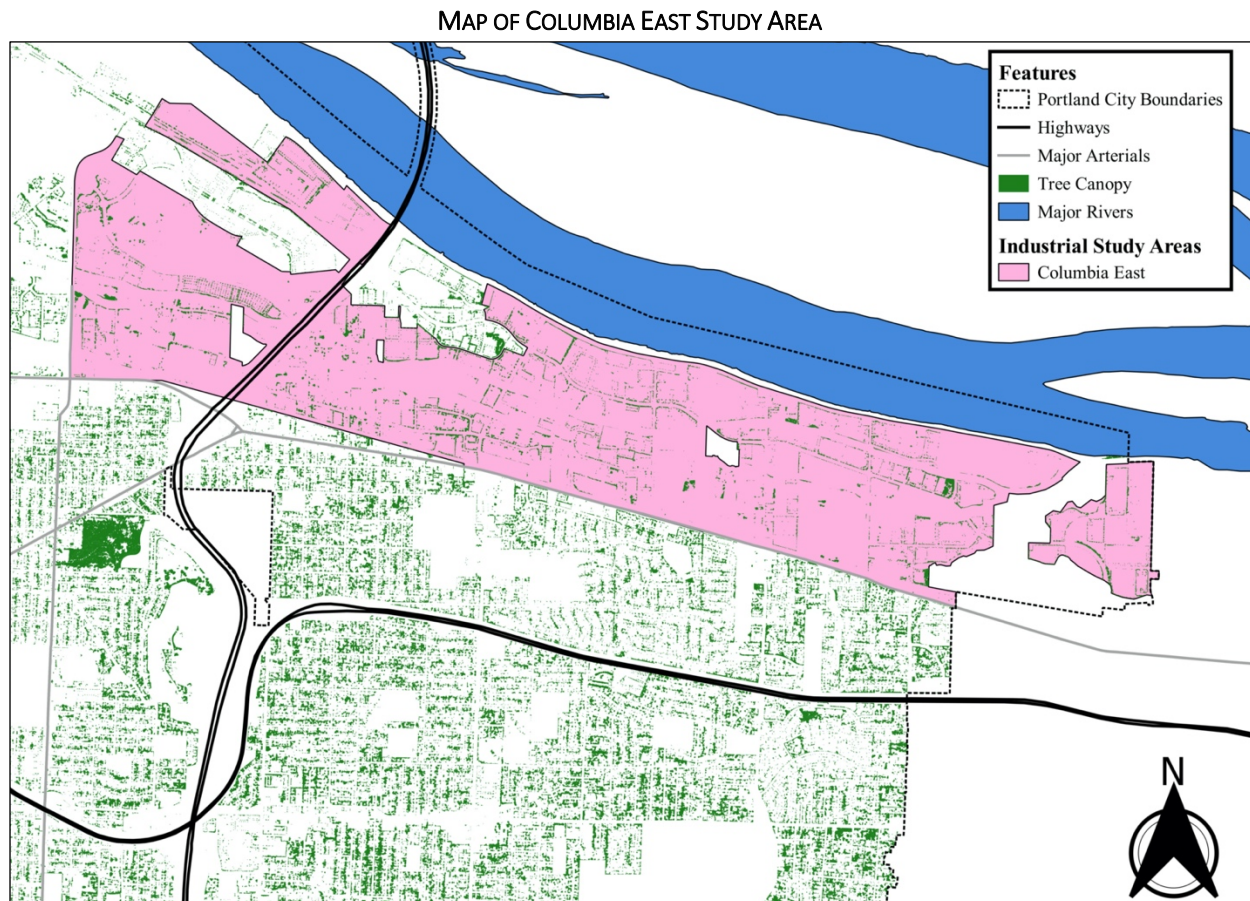 MAP OF COLUMBIA EAST STUDY AREA
Features
Portland City Boundaries
Highways
Major Arterials
Tree Canopy
Major Rivers
Industrial Study Areas
Columbia East
N